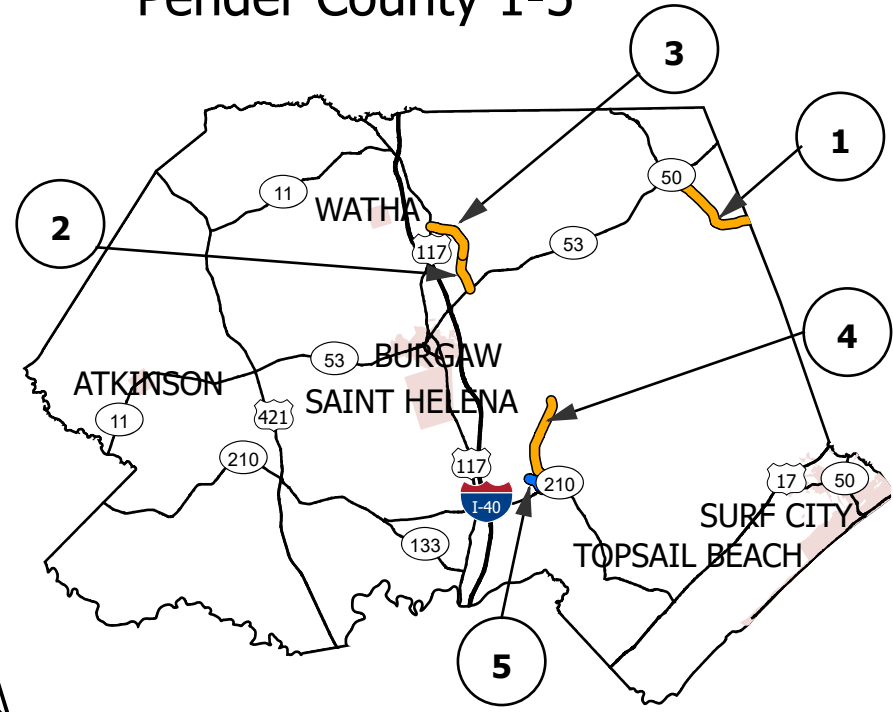 Pender County 1-5
3
1
50
11
WATHA
2
117
53
4
53
BURGAW
ATKINSON
SAINT HELENA
11
421
210
117
17
50
210
I-40
SURF CITY
133
TOPSAIL BEACH
5